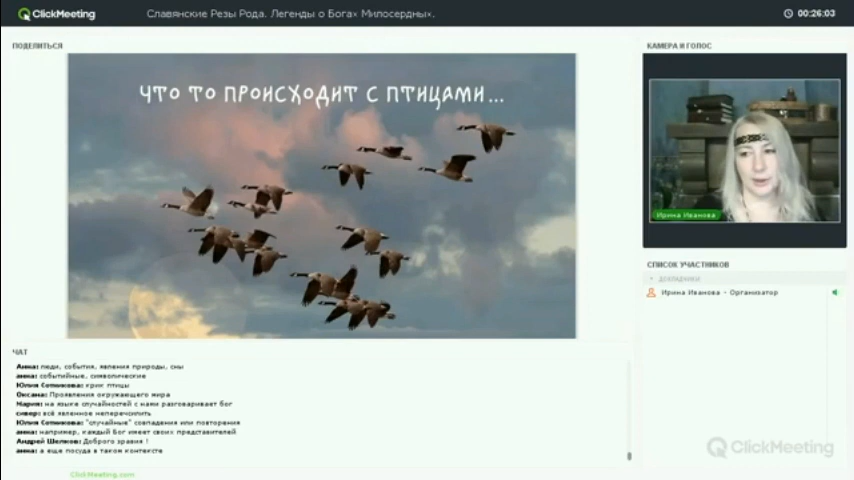 ClickMeeting
Славянские Резы Рода. Легенды о Богах Милосердных.
00:26:03
ПОДЕЛИТЬСЯ
КАМЕРА И ГОЛОС
ЧТО ТО ПРОИСХОДИТ С ПТИЦАМИ...
Ирина Иванова
СПИСОК УЧАСТНИКОВ
ДОКЛАДЧИКИ
Ирина Иванова - Организатор
ЧАТ
Анна: люди, события, явления природы, сны
анна: событийные, символические
Юлия Сотникова: крик птицы
Оксана: Проявления окружающего мира
Мария: на языке случайностей с нами разговаривает бог
сивер: всё явленное неперечислить
Юлия Сотникова: "случайные" совпадения или повторения
анна: например, каждый Бог имеет своих представителей
Андрей Шелков: Доброго здравия !
анна: а еще посуда в таком контексте
ClickMeeting
ClickMeeting.com